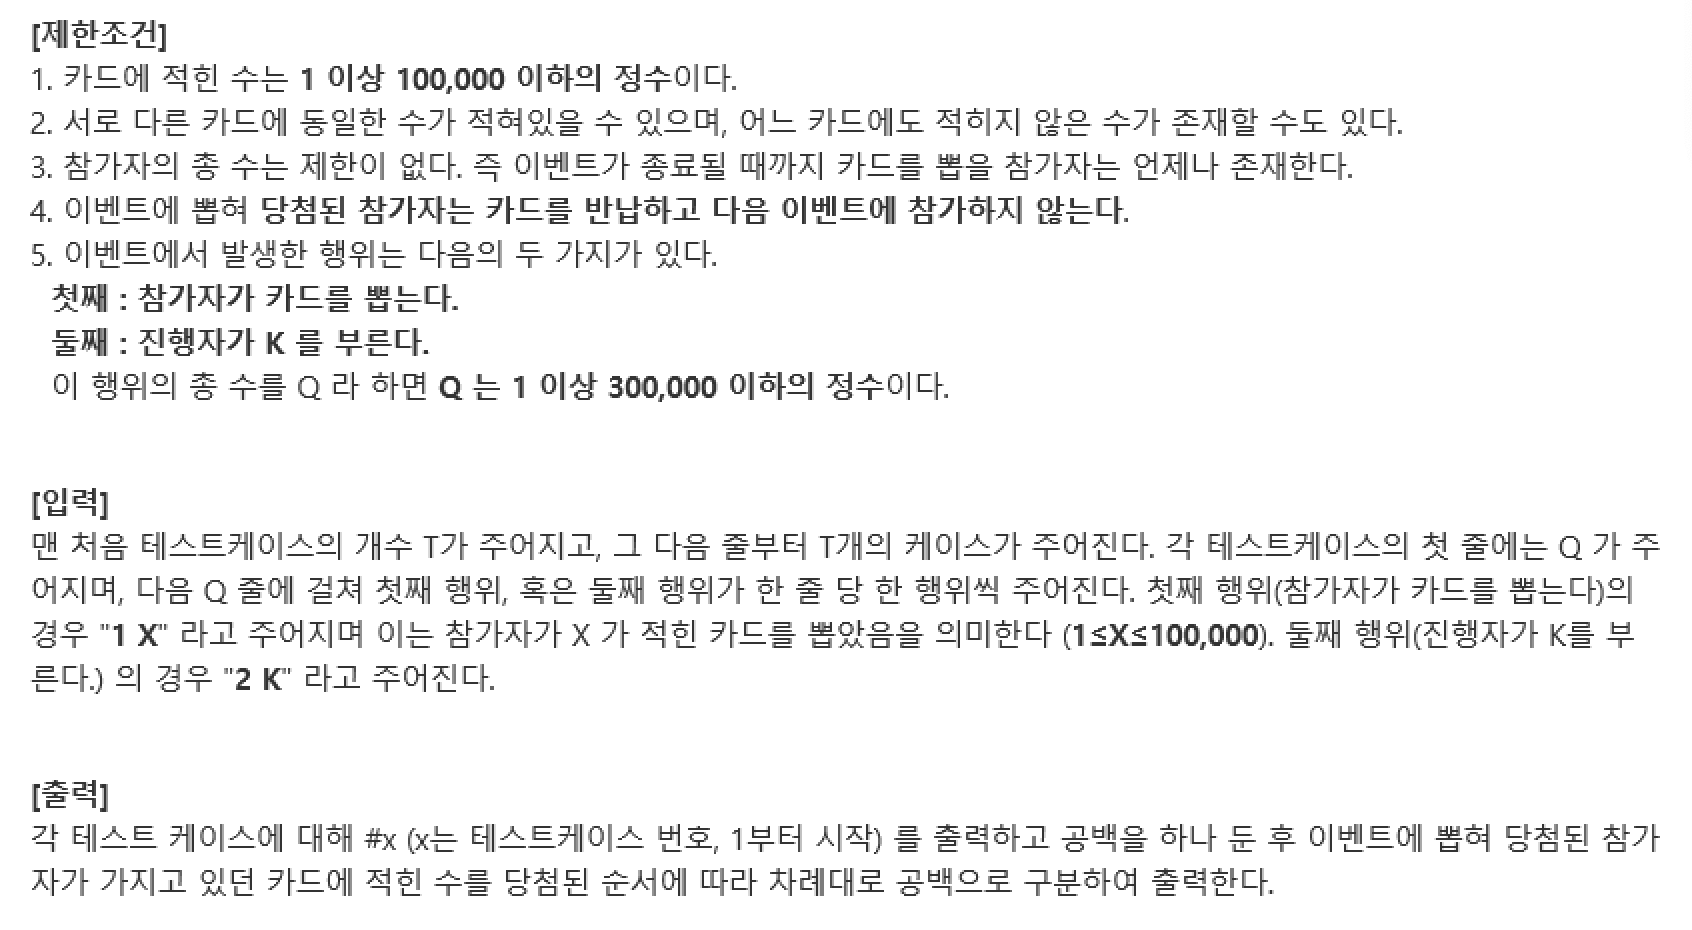 [제한조건]
1. 카드에 적힌 수는 1 이상 100,000 이하의 정수이다.
2. 서로 다른 카드에 동일한 수가 적혀있을 수 있으며, 어느 카드에도 적히지 않은 수가 존재할 수도 있다.
3. 참가자의 총 수는 제한이 없다. 즉 이벤트가 종료될 때까지 카드를 뽑을 참가자는 언제나 존재한다.
4. 이벤트에 뽑혀 당첨된 참가자는 카드를 반납하고 다음 이벤트에 참가하지 않는다.
5. 이벤트에서 발생한 행위는 다음의 두 가지가 있다.
첫째 : 참가자가 카드를 뽑는다.
둘째 : 진행자가 K 를 부른다.
이 행위의 총 수를 Q 라 하면 Q 는 1 이상 300,000 이하의 정수이다.
[입력]
맨 처음 테스트케이스의 개수 T가 주어지고, 그 다음 줄부터 T개의 케이스가 주어진다. 각 테스트케이스의 첫 줄에는 Q 가 주
어지며, 다음 Q 줄에 걸쳐 첫째 행위, 혹은 둘째 행위가 한 줄 당 한 행위씩 주어진다. 첫째 행위(참가자가 카드를 뽑는다)의
경우 "1 X" 라고 주어지며 이는 참가자가 X 가 적힌 카드를 뽑았음을 의미한다 (1≤X≤100,000). 둘째 행위(진행자가 K를 부
른다.) 의 경우 "2 K" 라고 주어진다.
[출력]
각 테스트 케이스에 대해 #x (x는 테스트케이스 번호, 1부터 시작) 를 출력하고 공백을 하나 둔 후 이벤트에 뽑혀 당첨된 참가
자가 가지고 있던 카드에 적힌 수를 당첨된 순서에 따라 차례대로 공백으로 구분하여 출력한다.